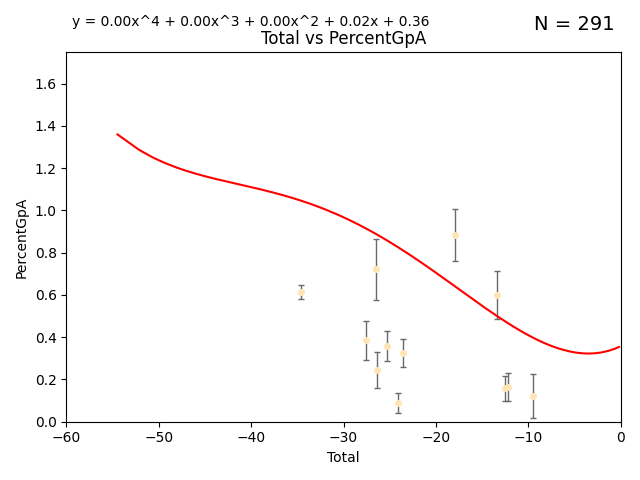 y = 0.00x^4 + 0.00x^3 + 0.00x^2 + 0.02x + 0.36
N = 291
Total vs PercentGpA
PercentGpA
1.6
1.4
1.2
1.0
0.8
0.6
0.4
0.2
0.0
−60 −50 −40 −30 −20 −10 0
Total